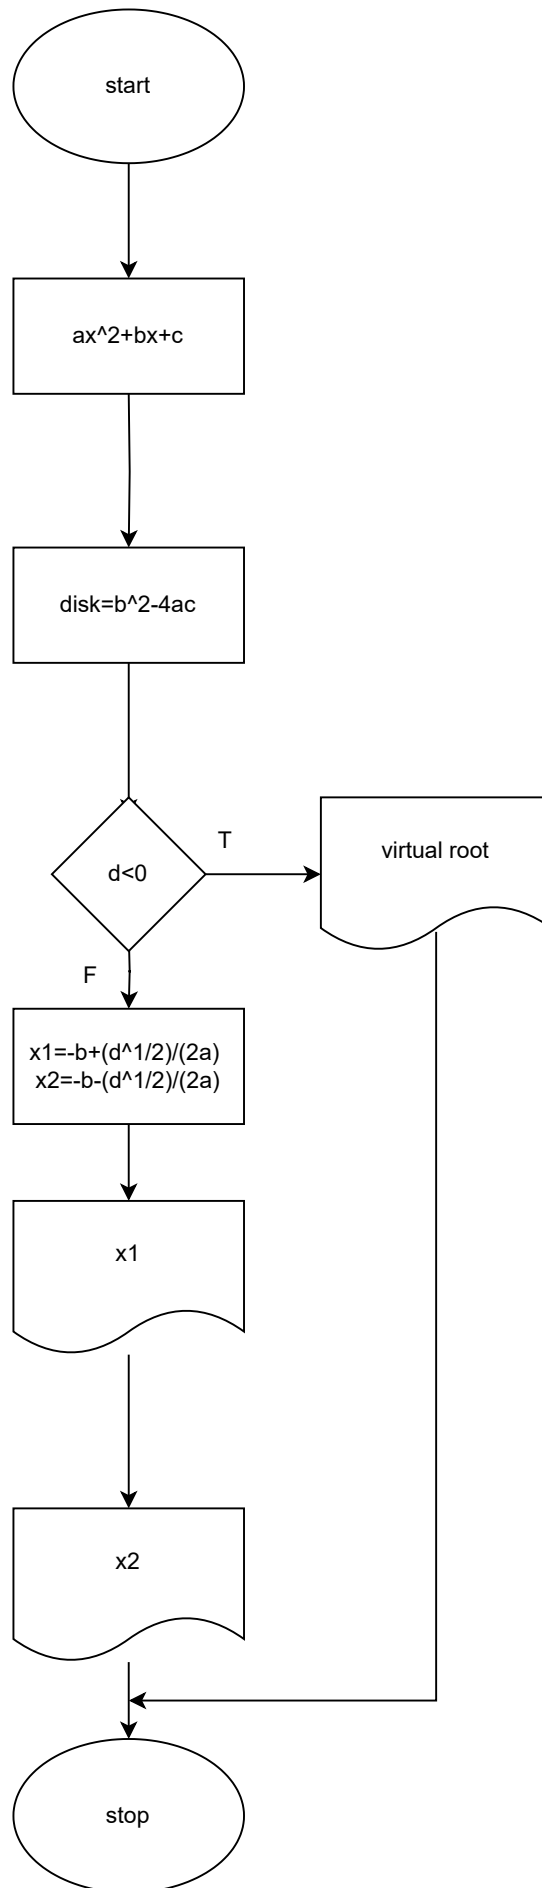 start
ax^2+bx+c
disk=b^2-4ac
d<0
T
virtual root
F
x1=-b+(d^1/2)/(2a)
x2=-b-(d^1/2)/(2a)
x1
x2
stop